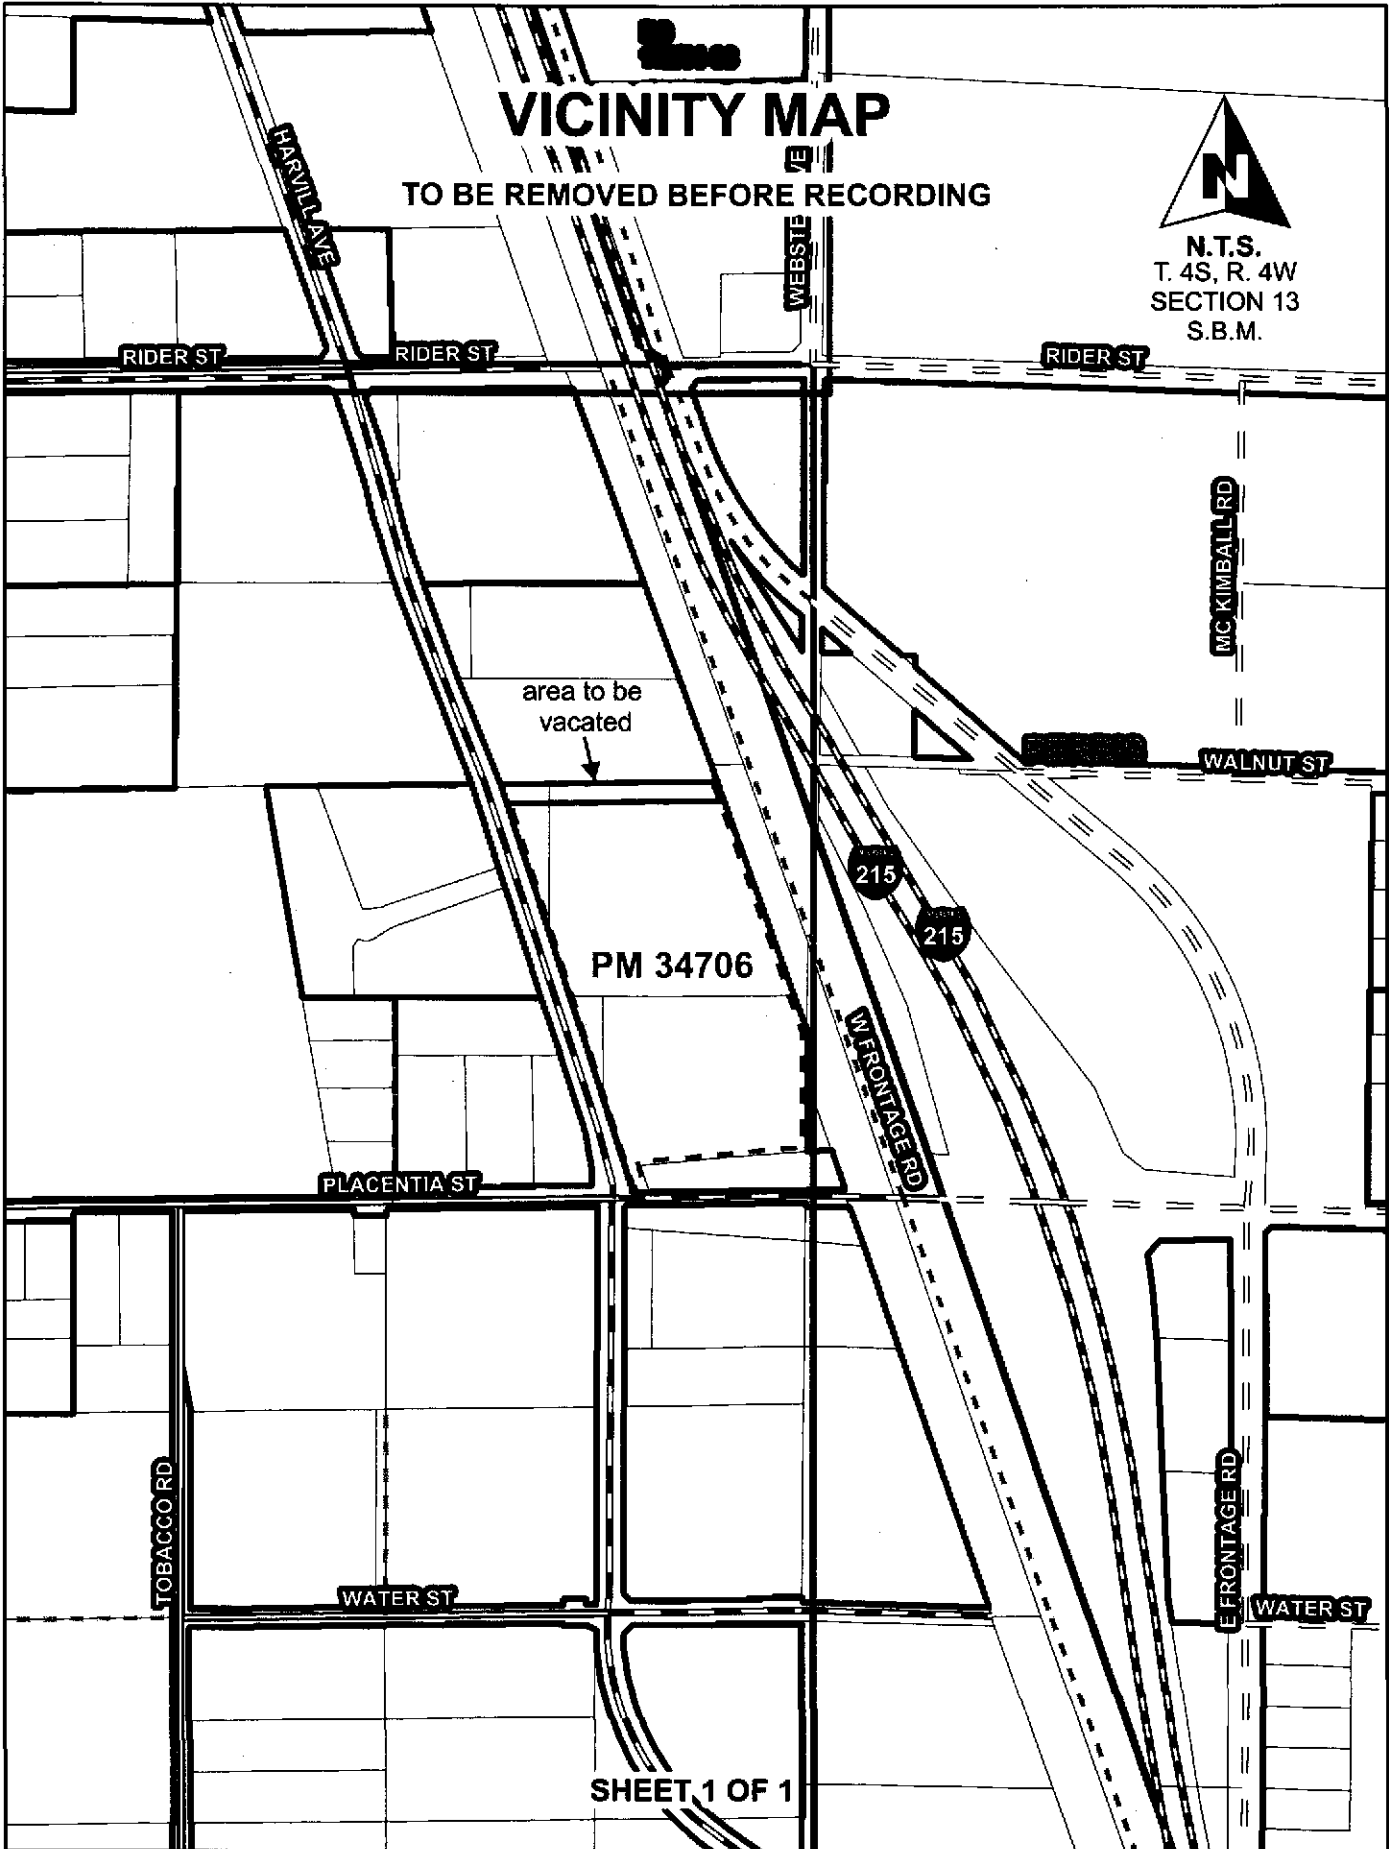 VICINITY MAP
TO BE REMOVED BEFORE RECORDING
N
N.T.S.
T. 4S, R. 4W
SECTION 13
S.B.M.
HARVILL AVE
RIDER ST
RIDER ST
RIDER ST
MC KIMBALL RD
area to be
vacated
WALNUT ST
215
215
PM 34706
W FRONTAGE RD
PLACENTIA ST
TOBACCO RD
E FRONTAGE RD
WATER ST
WATER ST
SHEET 1 OF 1